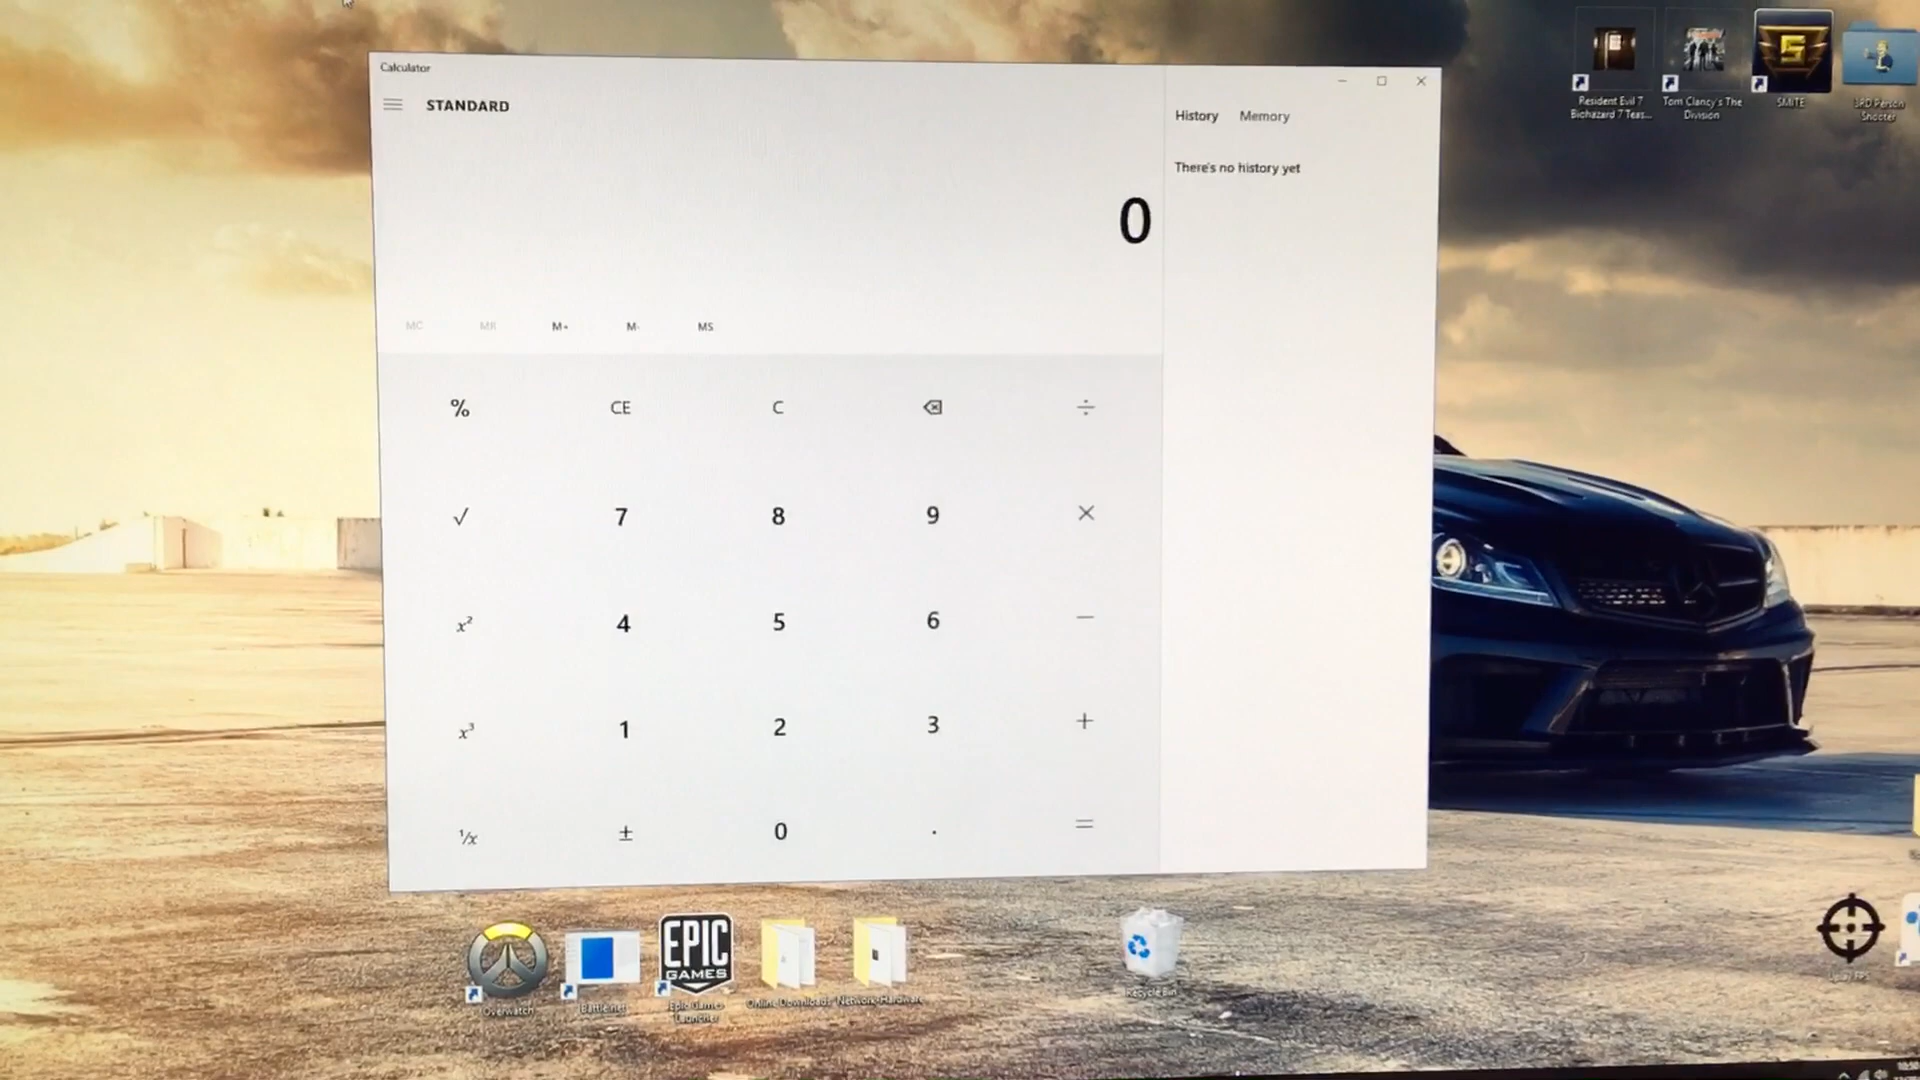 Calculator
STANDARD
History Memory
There's no history yet
0
MC MR M+ M- MS
% CE C ÷
√ 7 8 9 ×
x² 4 5 6 −
x³ 1 2 3 +
¹/x ± 0 . =
Resident Evil 7
Biohazard 7 Teas...
Tom Clancy's The
Division
S
SMITE
3RD Person
Shooter
Overwatch
Battle.net
EPIC
GAMES
Epic Games
Launcher
Online Downloads
Network-Hardware
Recycle Bin